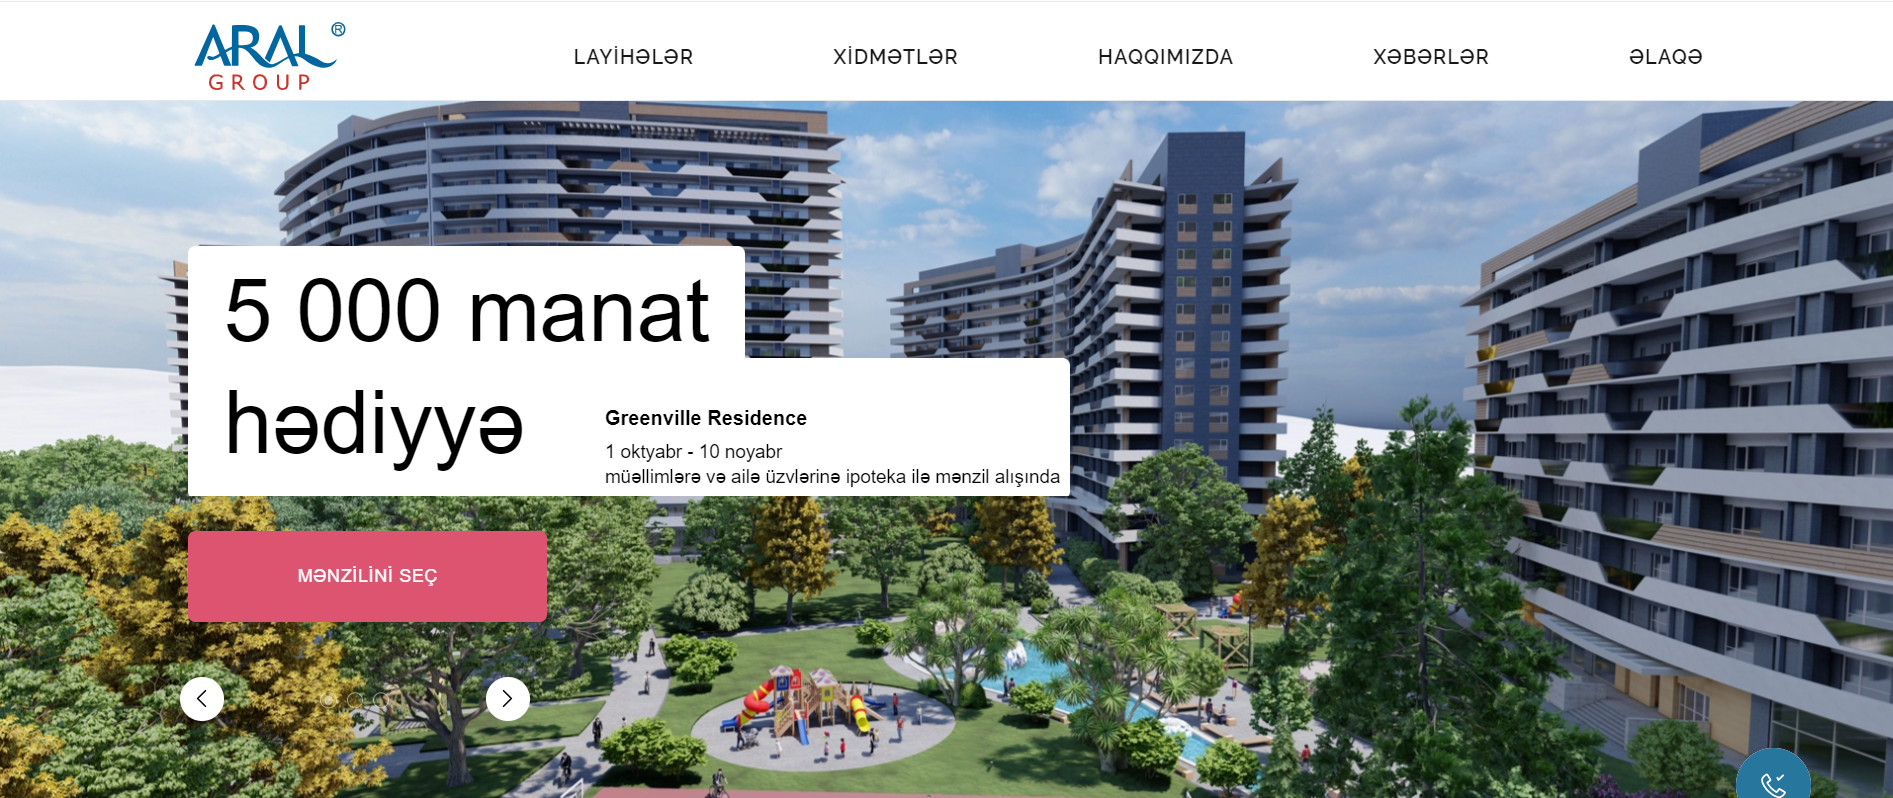 ARAL ®
GROUP
LAYİHƏLƏR
XİDMƏTLƏR
HAQQIMIZDA
XƏBƏRLƏR
ƏLAQƏ
5 000 manat
hədiyyə
Greenville Residence
1 oktyabr - 10 noyabr
müəllimlərə və ailə üzvlərinə ipoteka ilə mənzil alışında
MƏNZİLİNİ SEÇ